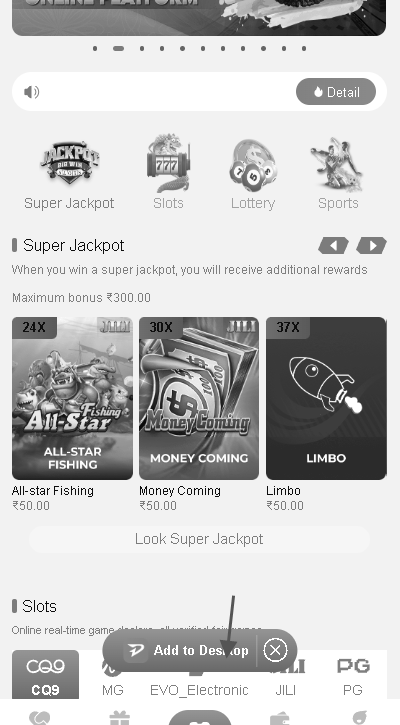 ONLINE PLATFORM
Detail
JACKPOT
BIG WIN
777
Super Jackpot
Slots
Lottery
Sports
Super Jackpot
When you win a super jackpot, you will receive additional rewards
Maximum bonus ₹300.00
24X
JILI
30X
JILI
37X
All-Star
Fishing
Money Coming
ALL-STAR
FISHING
MONEY COMING
LIMBO
All-star Fishing
Money Coming
Limbo
₹50.00
₹50.00
₹50.00
Look Super Jackpot
Slots
Online real-time game dealers, all verified fair games
Add to Desktop
CQ9
JILI
PG
CQ9
MG
EVO_Electronic
JILI
PG